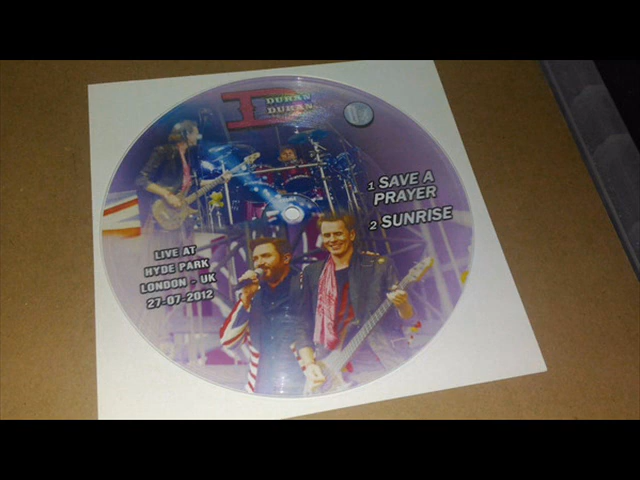 DURAN
DURAN
1 SAVE A
PRAYER
2 SUNRISE
LIVE AT
HYDE PARK
LONDON - UK
27-07-2012